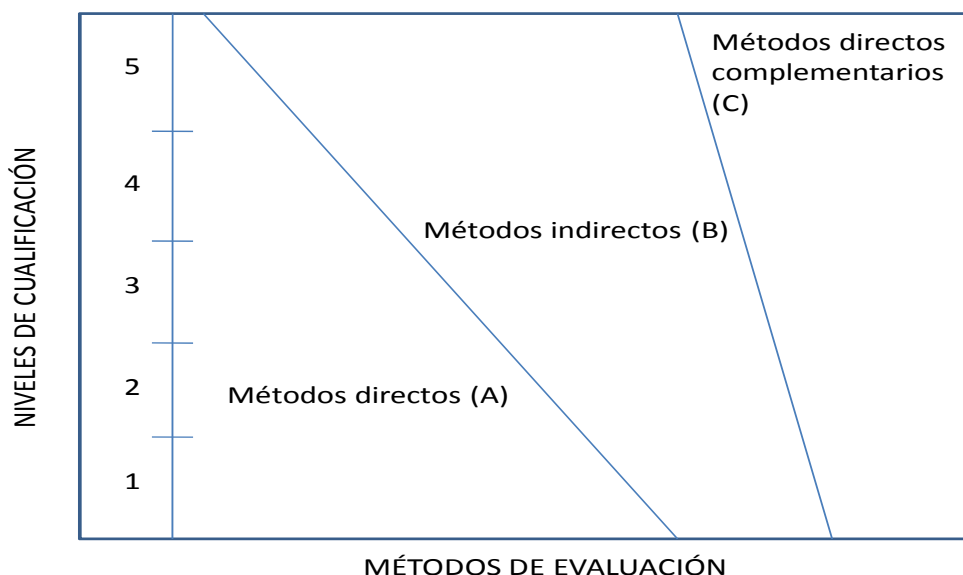 NIVELES DE CUALIFICACIÓN
5
4
3
2
1
Métodos directos (A)
Métodos indirectos (B)
Métodos directos
complementarios
(C)
MÉTODOS DE EVALUACIÓN